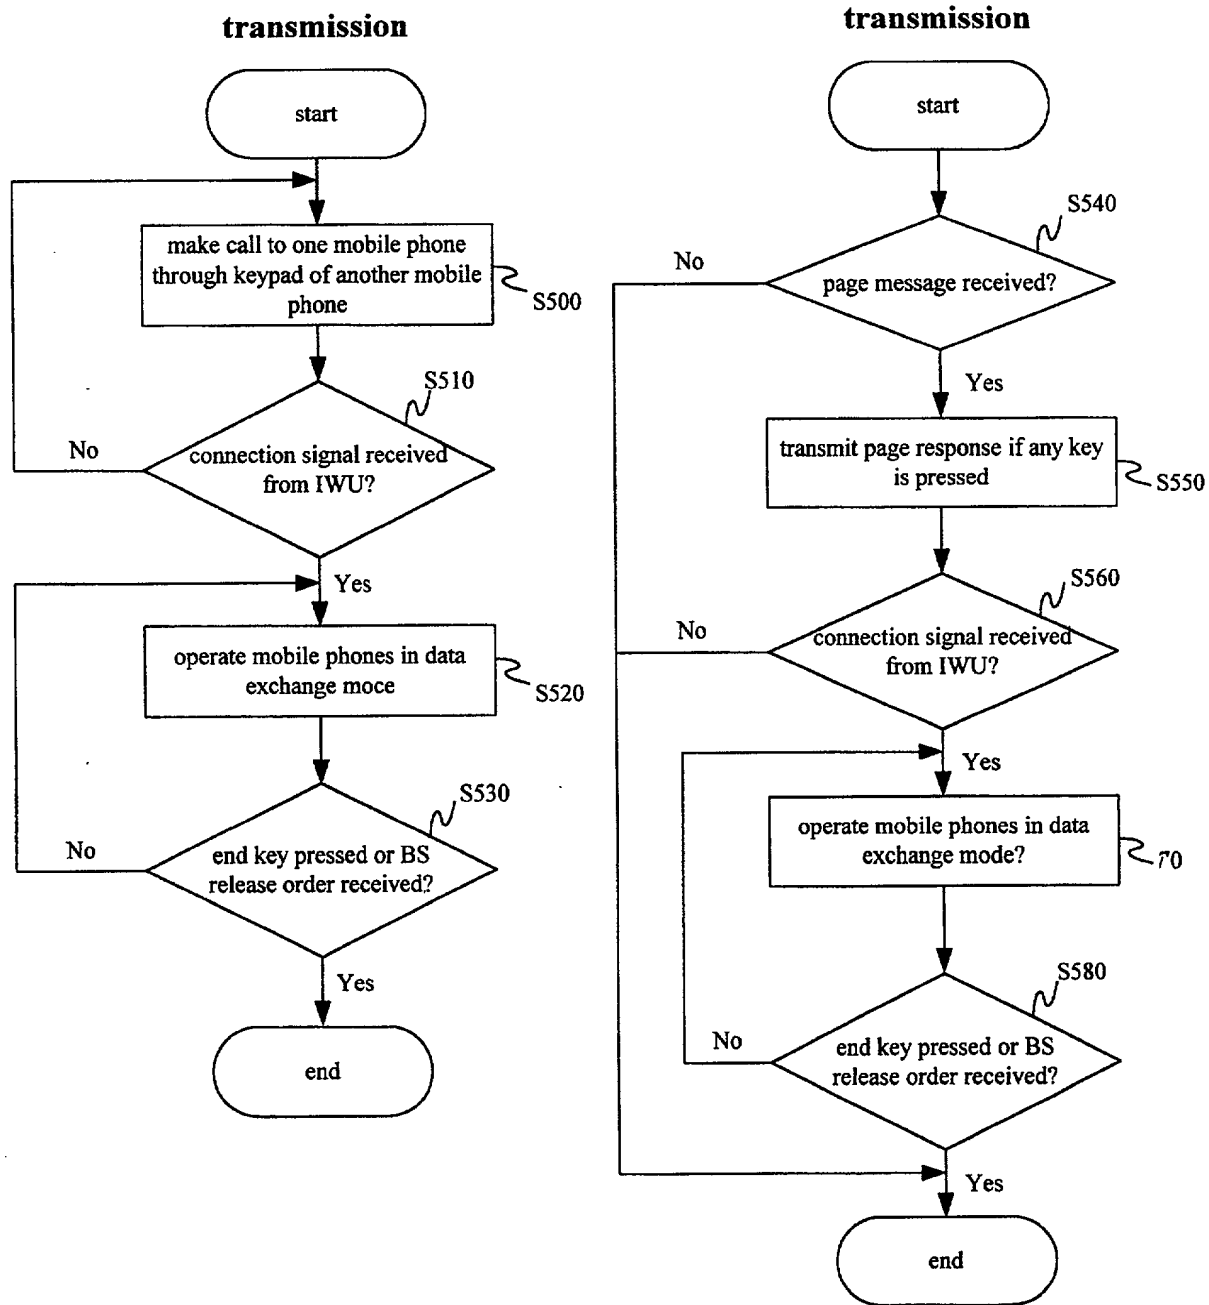 transmission
start
make call to one mobile phone
through keypad of another mobile
phone
S500
S510
connection signal received
from IWU?
No
Yes
operate mobile phones in data
exchange moce
S520
S530
end key pressed or BS
release order received?
No
Yes
end
transmission
start
S540
page message received?
No
Yes
transmit page response if any key
is pressed
S550
S560
connection signal received
from IWU?
No
Yes
operate mobile phones in data
exchange mode?
70
S580
end key pressed or BS
release order received?
No
Yes
end